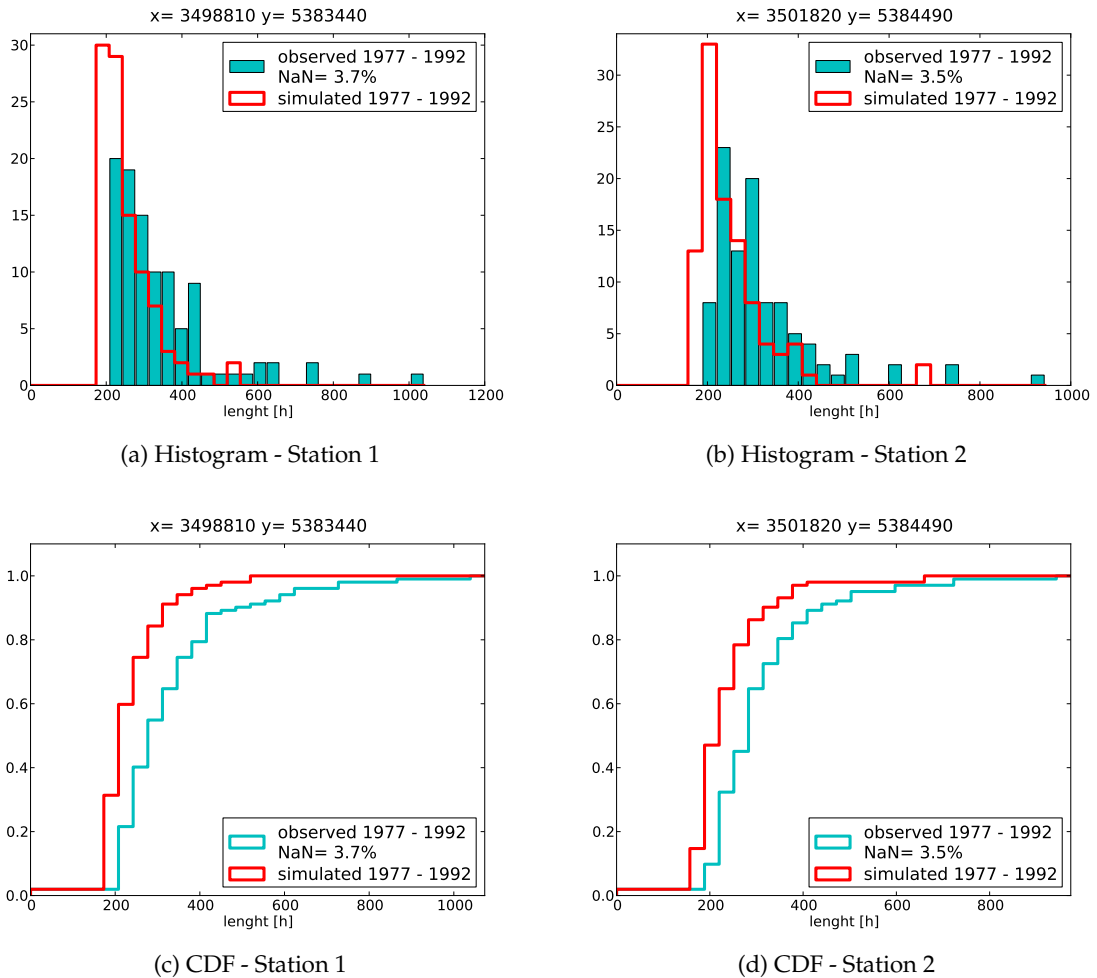 x= 3498810 y= 5383440
30
25
20
15
10
5
0
observed 1977 - 1992
NaN= 3.7%
simulated 1977 - 1992
0 200 400 600 800 1000 1200
lenght [h]
(a) Histogram - Station 1
x= 3501820 y= 5384490
30
25
20
15
10
5
0
observed 1977 - 1992
NaN= 3.5%
simulated 1977 - 1992
0 200 400 600 800 1000
lenght [h]
(b) Histogram - Station 2
x= 3498810 y= 5383440
1.0
0.8
0.6
0.4
0.2
0.0
observed 1977 - 1992
NaN= 3.7%
simulated 1977 - 1992
0 200 400 600 800 1000
lenght [h]
(c) CDF - Station 1
x= 3501820 y= 5384490
1.0
0.8
0.6
0.4
0.2
0.0
observed 1977 - 1992
NaN= 3.5%
simulated 1977 - 1992
0 200 400 600 800
lenght [h]
(d) CDF - Station 2